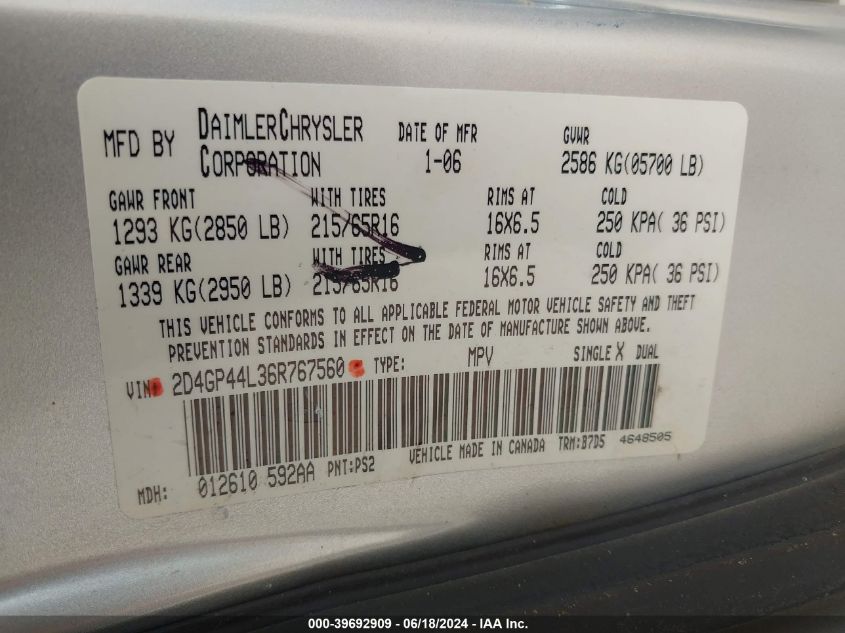 MFD BY DAIMLERCHRYSLER CORPORATION DATE OF MFR 1-06 GVWR 2586 KG(05700 LB)
GAWR FRONT WITH TIRES RIMS AT COLD
1293 KG(2850 LB) 215/65R16 16X6.5 250 KPA( 36 PSI)
GAWR REAR WITH TIRES RIMS AT COLD
1339 KG(2950 LB) 215/65R16 16X6.5 250 KPA( 36 PSI)
THIS VEHICLE CONFORMS TO ALL APPLICABLE FEDERAL MOTOR VEHICLE SAFETY AND THEFT
PREVENTION STANDARDS IN EFFECT ON THE DATE OF MANUFACTURE SHOWN ABOVE.
VIN: 2D4GP44L36R767560 TYPE: MPV SINGLE X DUAL
VEHICLE MADE IN CANADA TRM:B7D5 4648505
MDH: 012610 592AA PNT:PS2
000-39692909 - 06/18/2024 - IAA Inc.